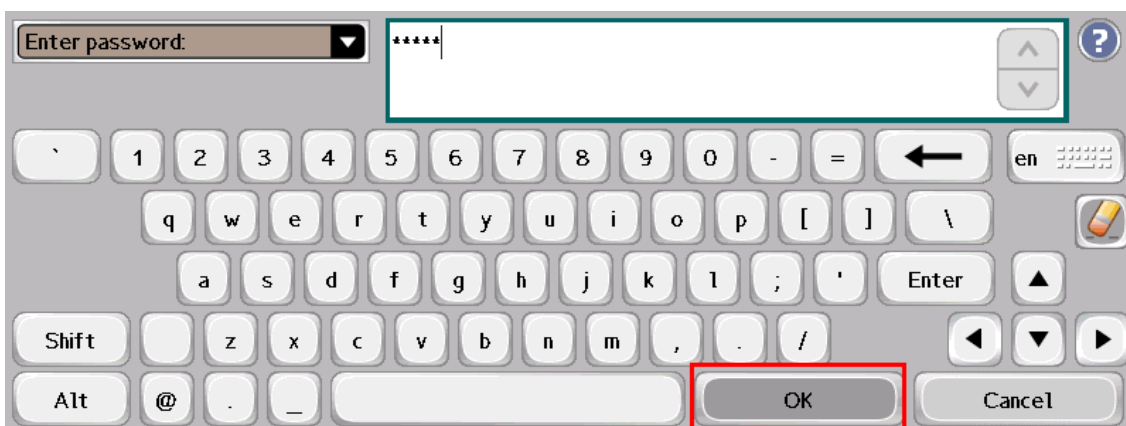 Enter password: ***** ?
` 1 2 3 4 5 6 7 8 9 0 - = en
q w e r t y u i o p [ ] \
a s d f g h j k l ; ' Enter
Shift z x c v b n m , . /
Alt @ . _ OK Cancel